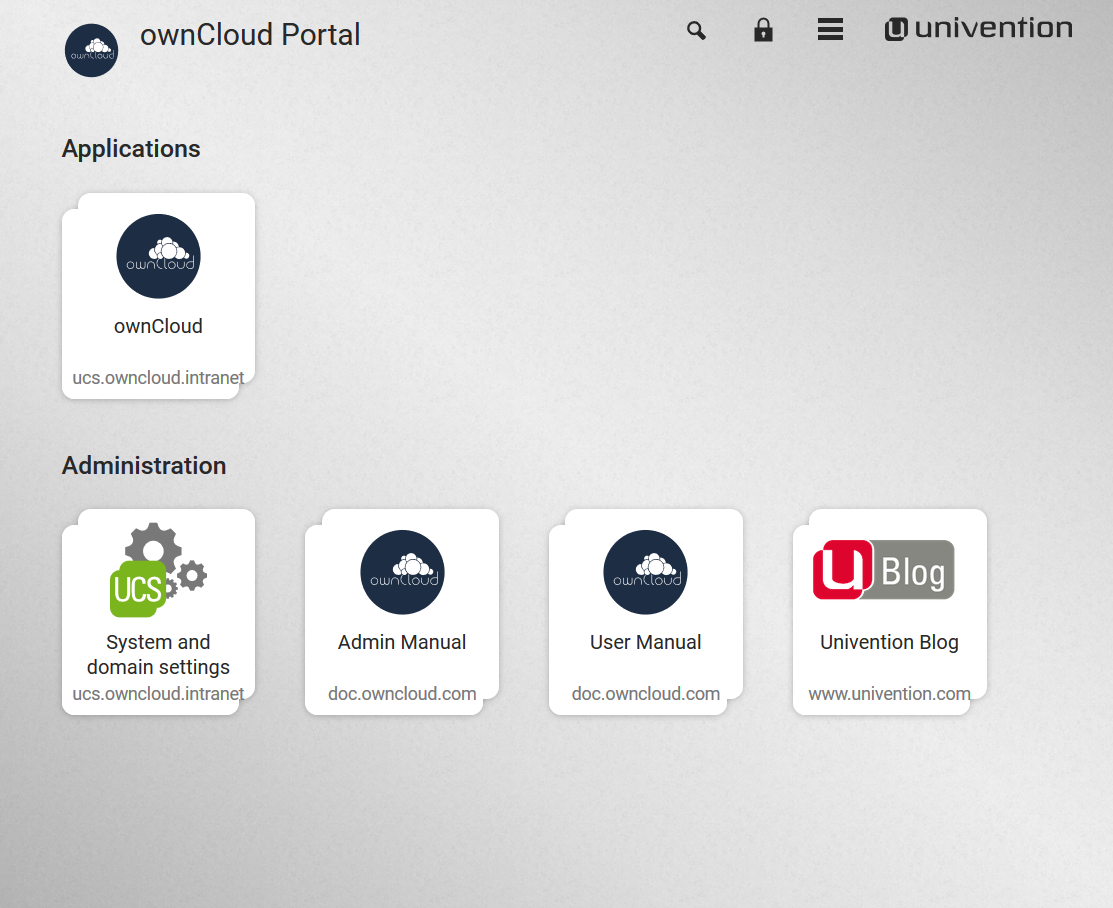 ownCloud
ownCloud Portal
univention
Applications
ownCloud
ownCloud
ucs.owncloud.intranet
Administration
UCS
System and
domain settings
ucs.owncloud.intranet
ownCloud
Admin Manual
doc.owncloud.com
ownCloud
User Manual
doc.owncloud.com
u Blog
Univention Blog
www.univention.com